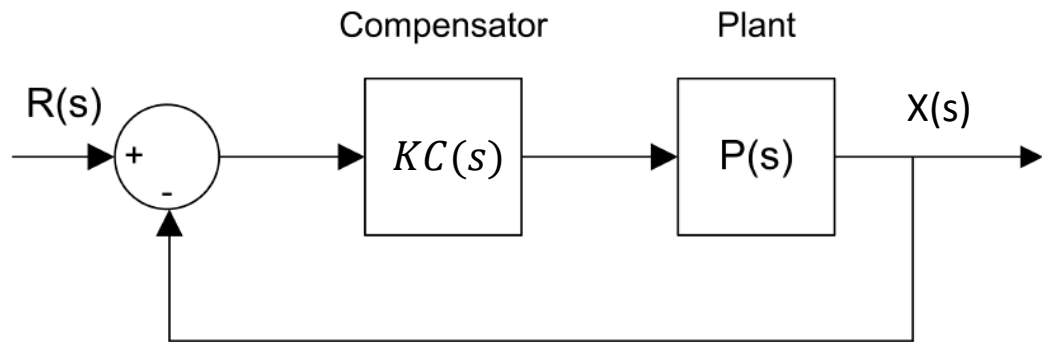 Compensator Plant
R(s) X(s)
+ KC(s) P(s)
-